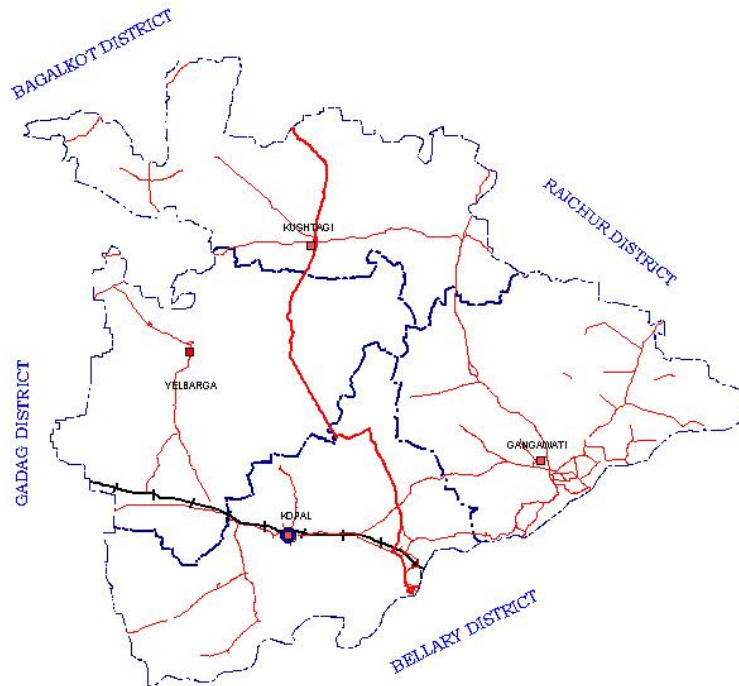 BAGALKOT DISTRICT
RAICHUR DISTRICT
KUSHTAGI
YELBARGA
GADAG DISTRICT
GANGAWATI
KOPAL
BELLARY DISTRICT